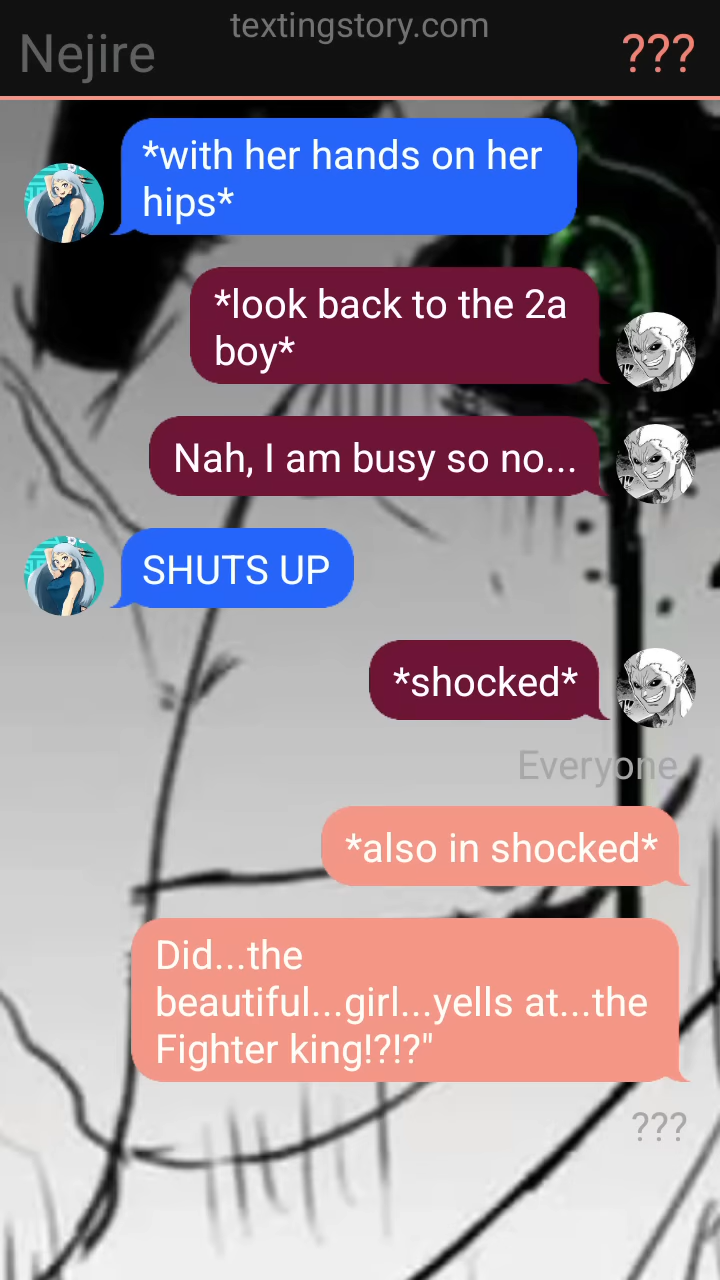 textingstory.com
Nejire
???
*with her hands on her
hips*
*look back to the 2a
boy*
Nah, I am busy so no...
SHUTS UP
*shocked*
Everyone
*also in shocked*
Did...the
beautiful...girl...yells at...the
Fighter king!?!?"
???